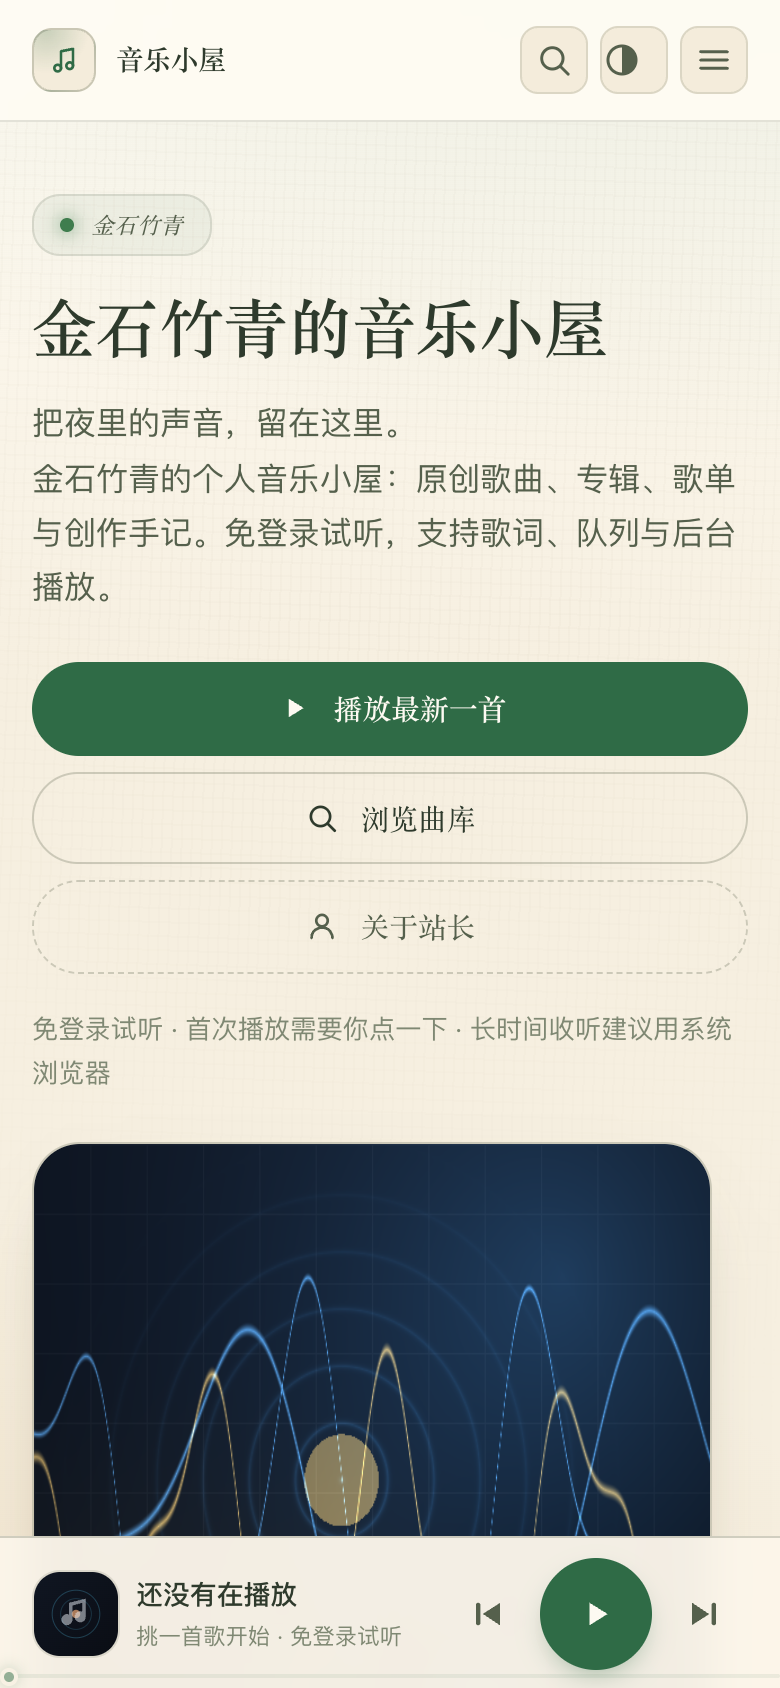 音乐小屋
金石竹青
金石竹青的音乐小屋
把夜里的声音，留在这里。
金石竹青的个人音乐小屋：原创歌曲、专辑、歌单
与创作手记。免登录试听，支持歌词、队列与后台
播放。
播放最新一首
浏览曲库
关于站长
免登录试听 · 首次播放需要你点一下 · 长时间收听建议用系统
浏览器
还没有在播放
挑一首歌开始 · 免登录试听